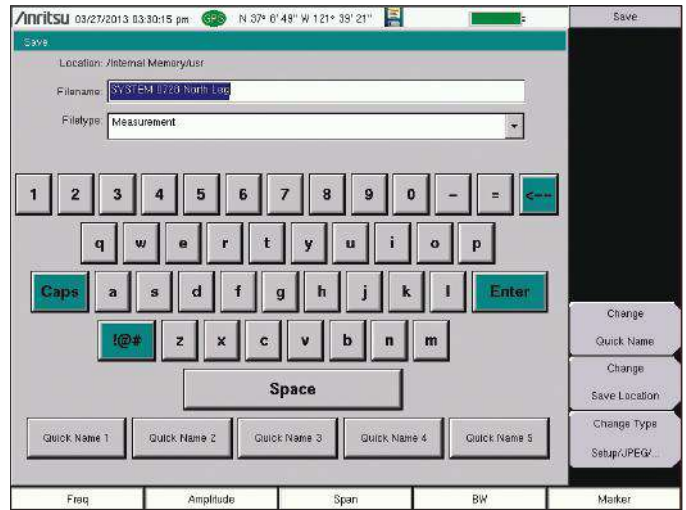 Anritsu 03/27/2013 03:30:15 pm GPS N 37° 6' 49" W 121° 39' 21"
Save
Save
Location: /Internal Memory/usr
Filename: SYSTEM 0728 North Leg
Filetype: Measurement
1 2 3 4 5 6 7 8 9 0 - = <--
q w e r t y u i o p
Caps a s d f g h j k l Enter
!@# z x c v b n m
Space
Quick Name 1 Quick Name 2 Quick Name 3 Quick Name 4 Quick Name 5
Change
Quick Name
Change
Save Location
Change Type
Setup/JPEG/...
Freq Amplitude Span BW Marker